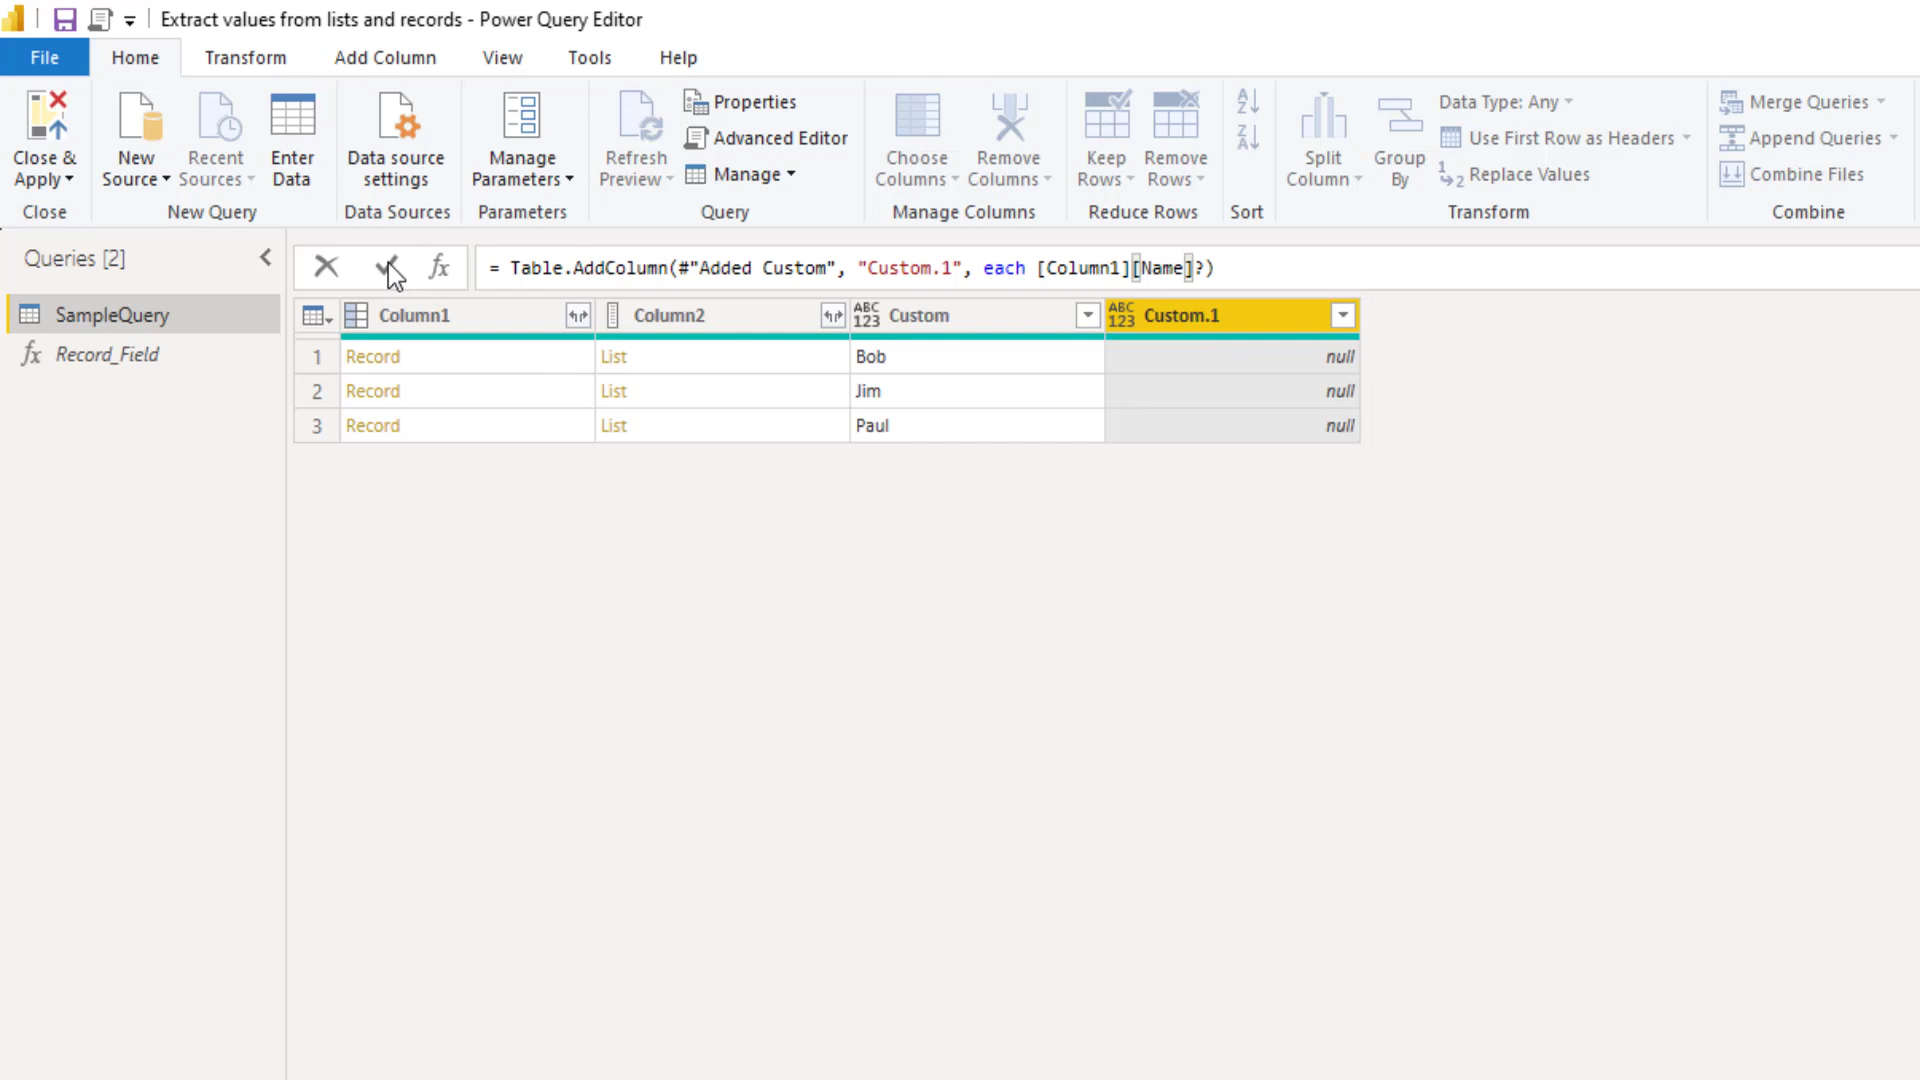 Extract values from lists and records - Power Query Editor
File Home Transform Add Column View Tools Help
Close & Apply
New Source
Recent Sources
Enter Data
Data source settings
Manage Parameters
Refresh Preview
Properties
Advanced Editor
Manage
Choose Columns
Remove Columns
Keep Rows
Remove Rows
A
Z
Z
A
Split Column
Group By
Data Type: Any
Use First Row as Headers
1 2 Replace Values
Merge Queries
Append Queries
Combine Files
Close New Query Data Sources Parameters Query Manage Columns Reduce Rows Sort Transform Combine
Queries [2]
SampleQuery
fx Record_Field
fx = Table.AddColumn(#"Added Custom", "Custom.1", each [Column1][Name]?)
Column1 Column2 ABC 123 Custom ABC 123 Custom.1
1 Record List Bob null
2 Record List Jim null
3 Record List Paul null